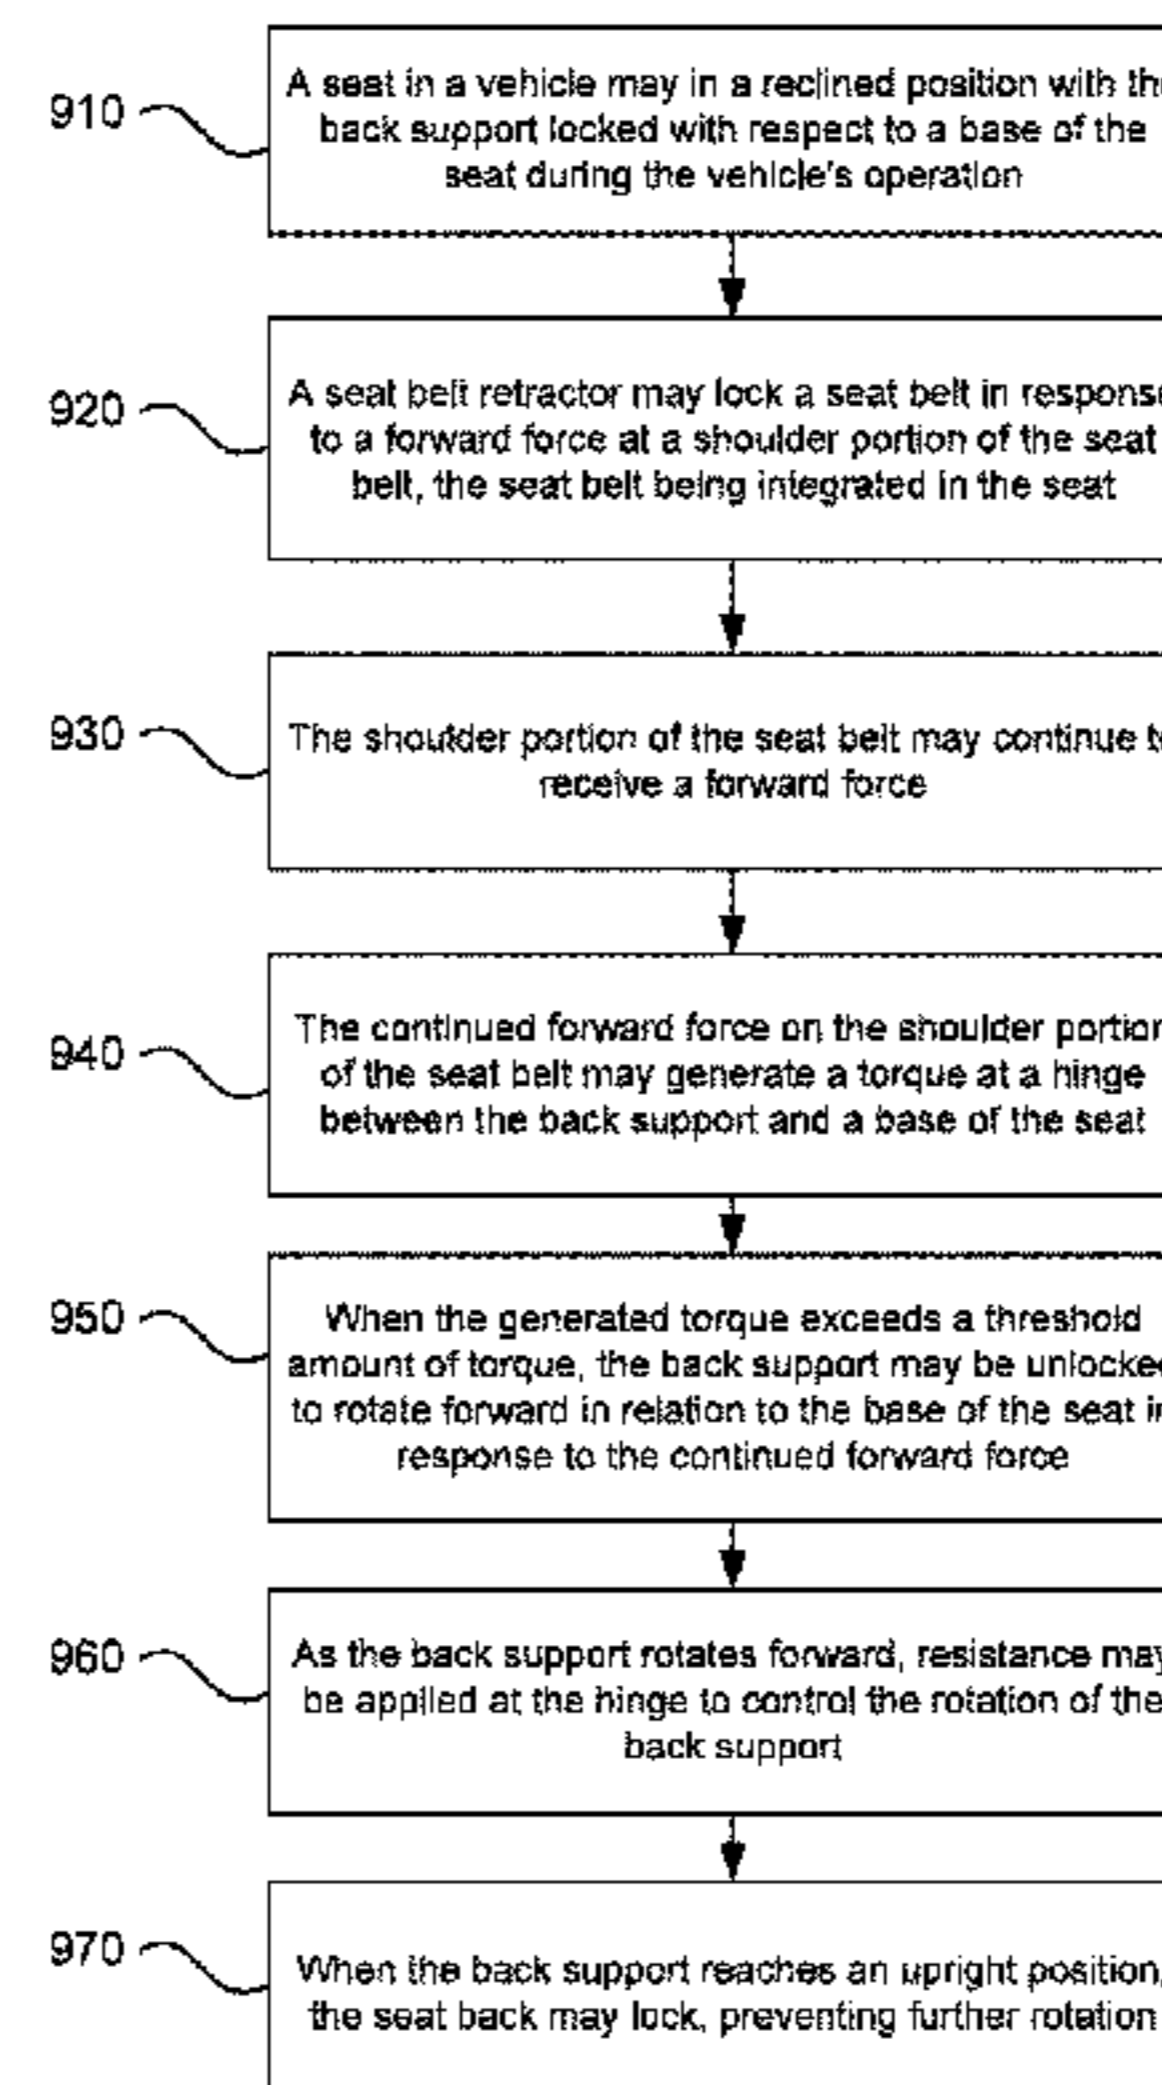 910
A seat in a vehicle may in a reclined position with the
back support locked with respect to a base of the
seat during the vehicle's operation
920
A seat belt retractor may lock a seat belt in response
to a forward force at a shoulder portion of the seat
belt, the seat belt being integrated in the seat
930
The shoulder portion of the seat belt may continue to
receive a forward force
940
The continued forward force on the shoulder portion
of the seat belt may generate a torque at a hinge
between the back support and a base of the seat
950
When the generated torque exceeds a threshold
amount of torque, the back support may be unlocked
to rotate forward in relation to the base of the seat in
response to the continued forward force
960
As the back support rotates forward, resistance may
be applied at the hinge to control the rotation of the
back support
970
When the back support reaches an upright position,
the seat back may lock, preventing further rotation